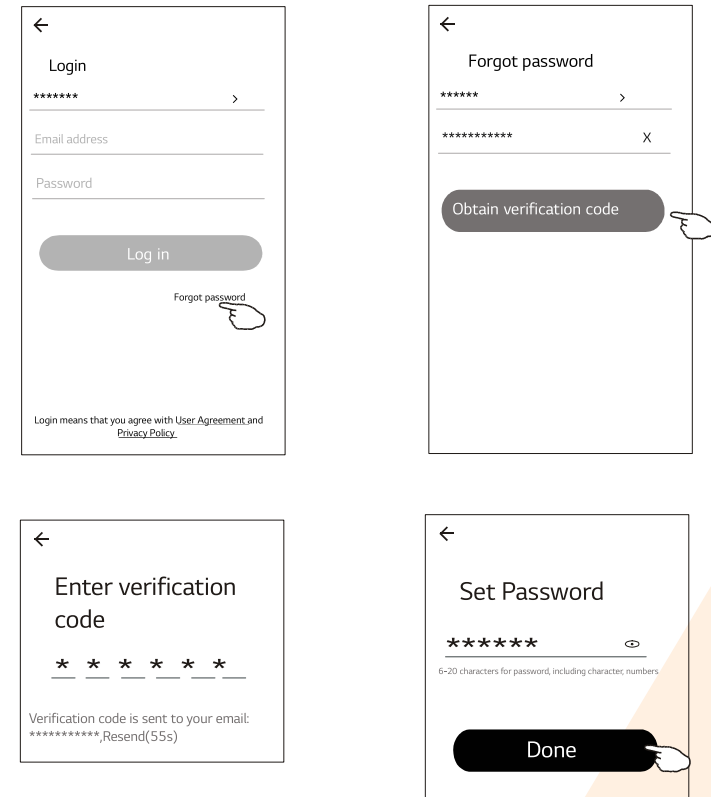 Login
*******
>
Email address
Password
Log in
Forgot password
Login means that you agree with User Agreement and
Privacy Policy
Forgot password
******
>
***********
X
Obtain verification code
Enter verification
code
* * * * * *
Verification code is sent to your email:
***********,Resend(55s)
Set Password
******
6-20 characters for password, including character, numbers
Done